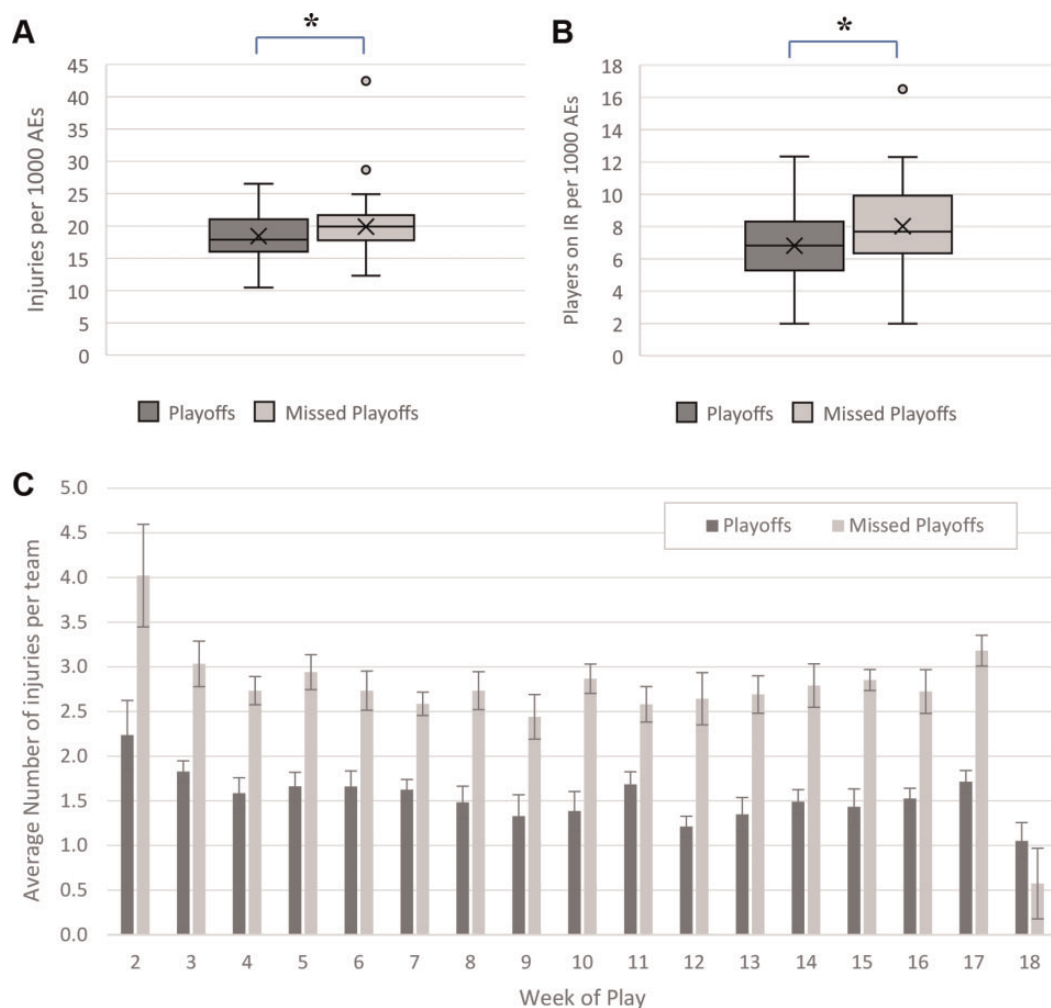 A
*
Injuries per 1000 AEs
45
40
35
30
25
20
15
10
5
0
Playoffs
Missed Playoffs
B
*
Players on IR per 1000 AEs
18
16
14
12
10
8
6
4
2
0
Playoffs
Missed Playoffs
C
Average Number of injuries per team
5.0
4.5
4.0
3.5
3.0
2.5
2.0
1.5
1.0
0.5
0.0
Playoffs
Missed Playoffs
2 3 4 5 6 7 8 9 10 11 12 13 14 15 16 17 18
Week of Play